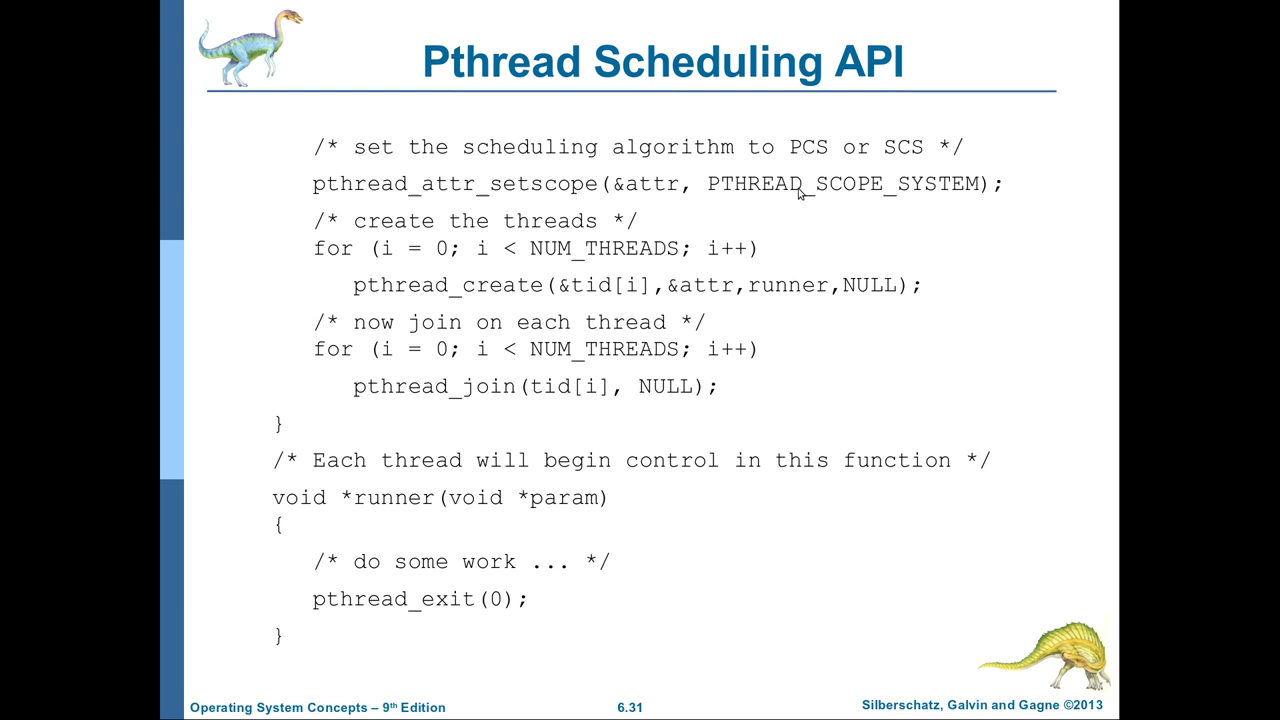 Pthread Scheduling API
/* set the scheduling algorithm to PCS or SCS */
pthread_attr_setscope(&attr, PTHREAD_SCOPE_SYSTEM);
/* create the threads */
for (i = 0; i < NUM_THREADS; i++)
pthread_create(&tid[i],&attr,runner,NULL);
/* now join on each thread */
for (i = 0; i < NUM_THREADS; i++)
pthread_join(tid[i], NULL);
}
/* Each thread will begin control in this function */
void *runner(void *param)
{
/* do some work ... */
pthread_exit(0);
}
Operating System Concepts – 9th Edition
6.31
Silberschatz, Galvin and Gagne ©2013